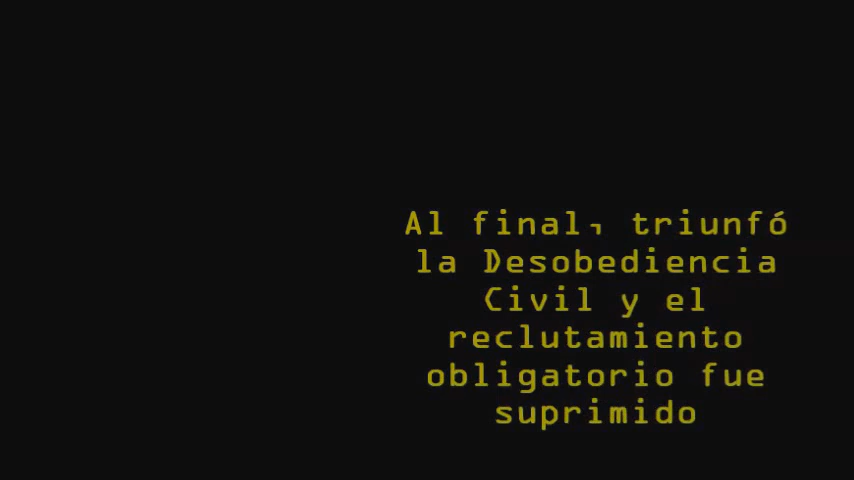 Al final, triunfó
la Desobediencia
Civil y el
reclutamiento
obligatorio fue
suprimido